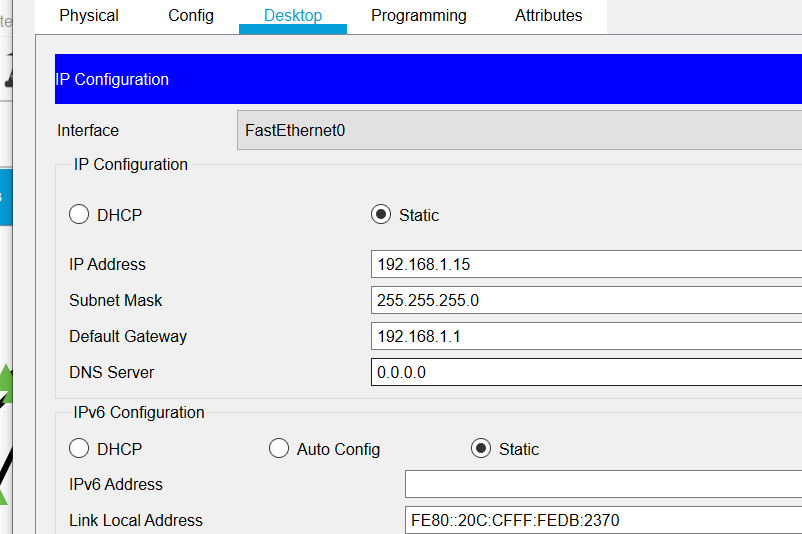 Physical Config Desktop Programming Attributes
IP Configuration
Interface FastEthernet0
IP Configuration
DHCP Static
IP Address 192.168.1.15
Subnet Mask 255.255.255.0
Default Gateway 192.168.1.1
DNS Server 0.0.0.0
IPv6 Configuration
DHCP Auto Config Static
IPv6 Address
Link Local Address FE80::20C:CFFF:FEDB:2370